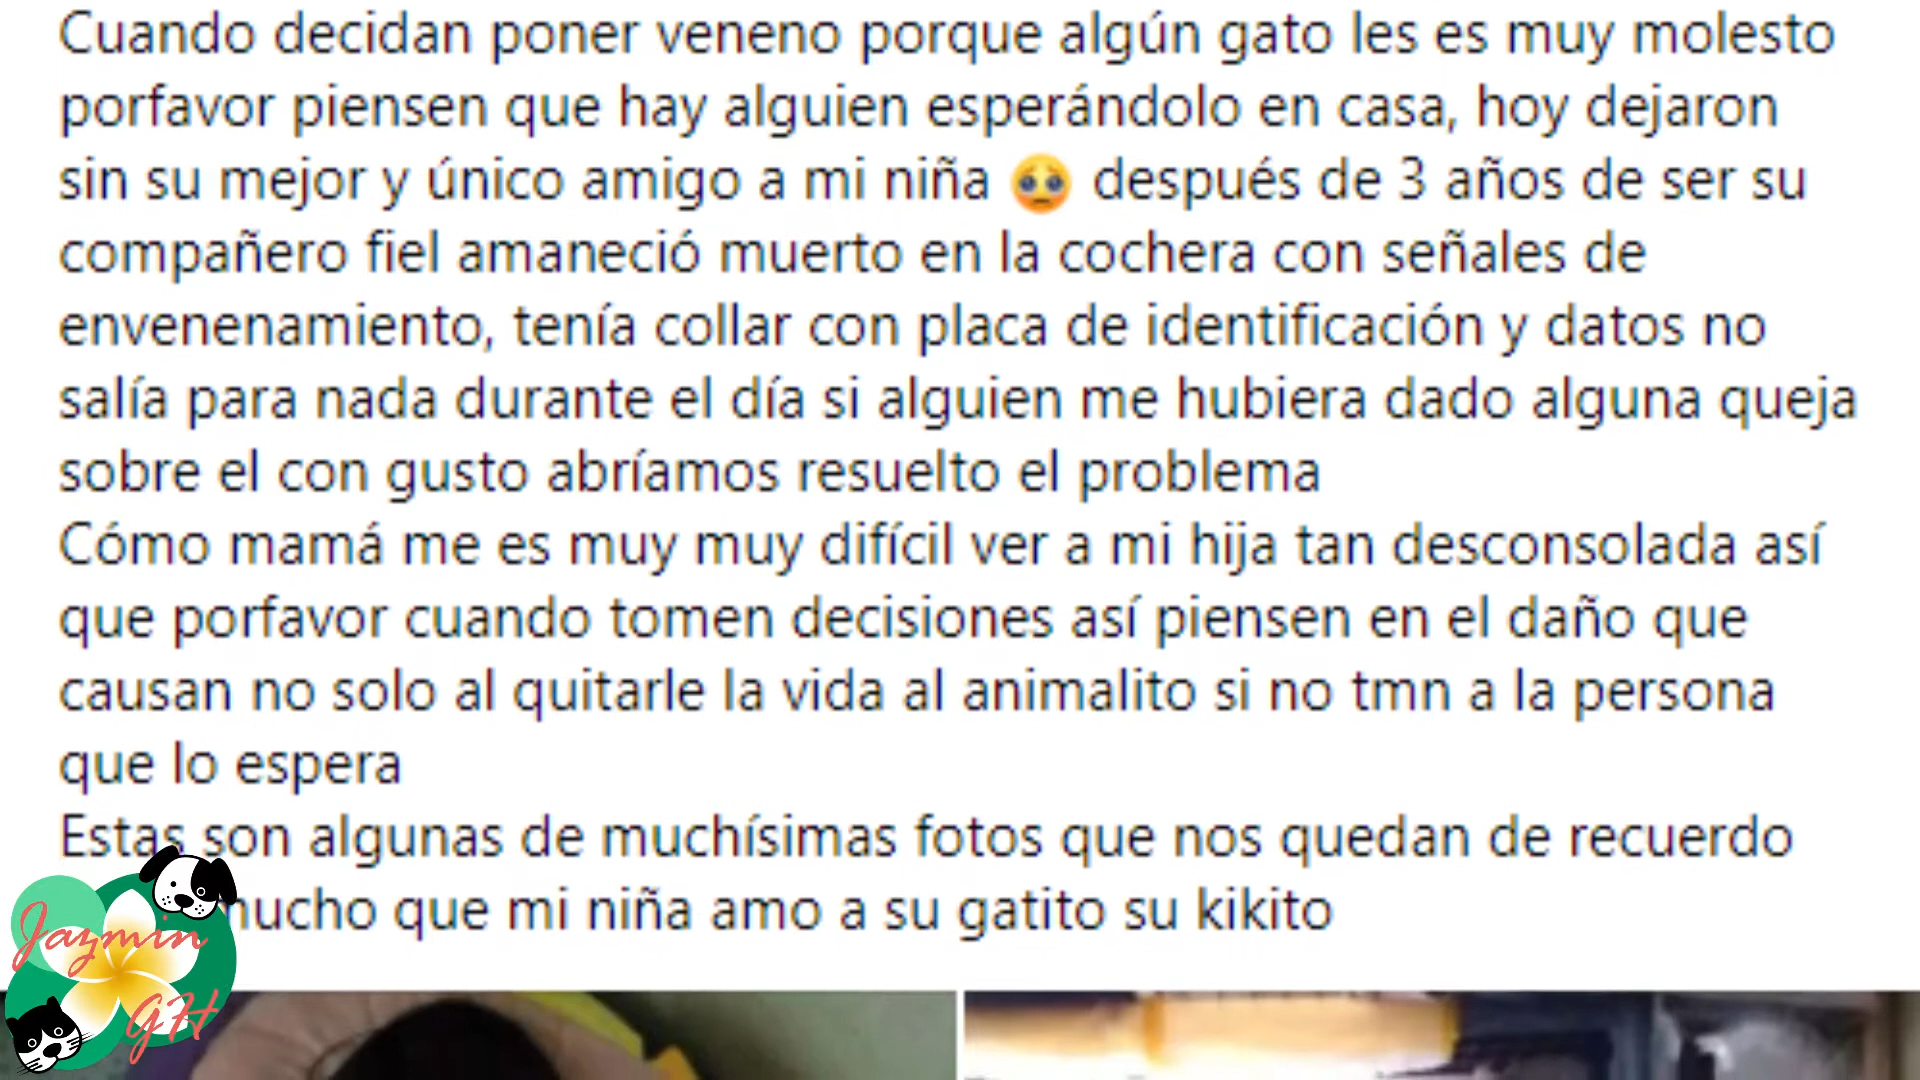 Cuando decidan poner veneno porque algún gato les es muy molesto
porfavor piensen que hay alguien esperándolo en casa, hoy dejaron
sin su mejor y único amigo a mi niña 🥺 después de 3 años de ser su
compañero fiel amaneció muerto en la cochera con señales de
envenenamiento, tenía collar con placa de identificación y datos no
salía para nada durante el día si alguien me hubiera dado alguna queja
sobre el con gusto abríamos resuelto el problema
Cómo mamá me es muy muy difícil ver a mi hija tan desconsolada así
que porfavor cuando tomen decisiones así piensen en el daño que
causan no solo al quitarle la vida al animalito si no tmn a la persona
que lo espera
Estas son algunas de muchísimas fotos que nos quedan de recuerdo
mucho que mi niña amo a su gatito su kikito
Jazmin
GH